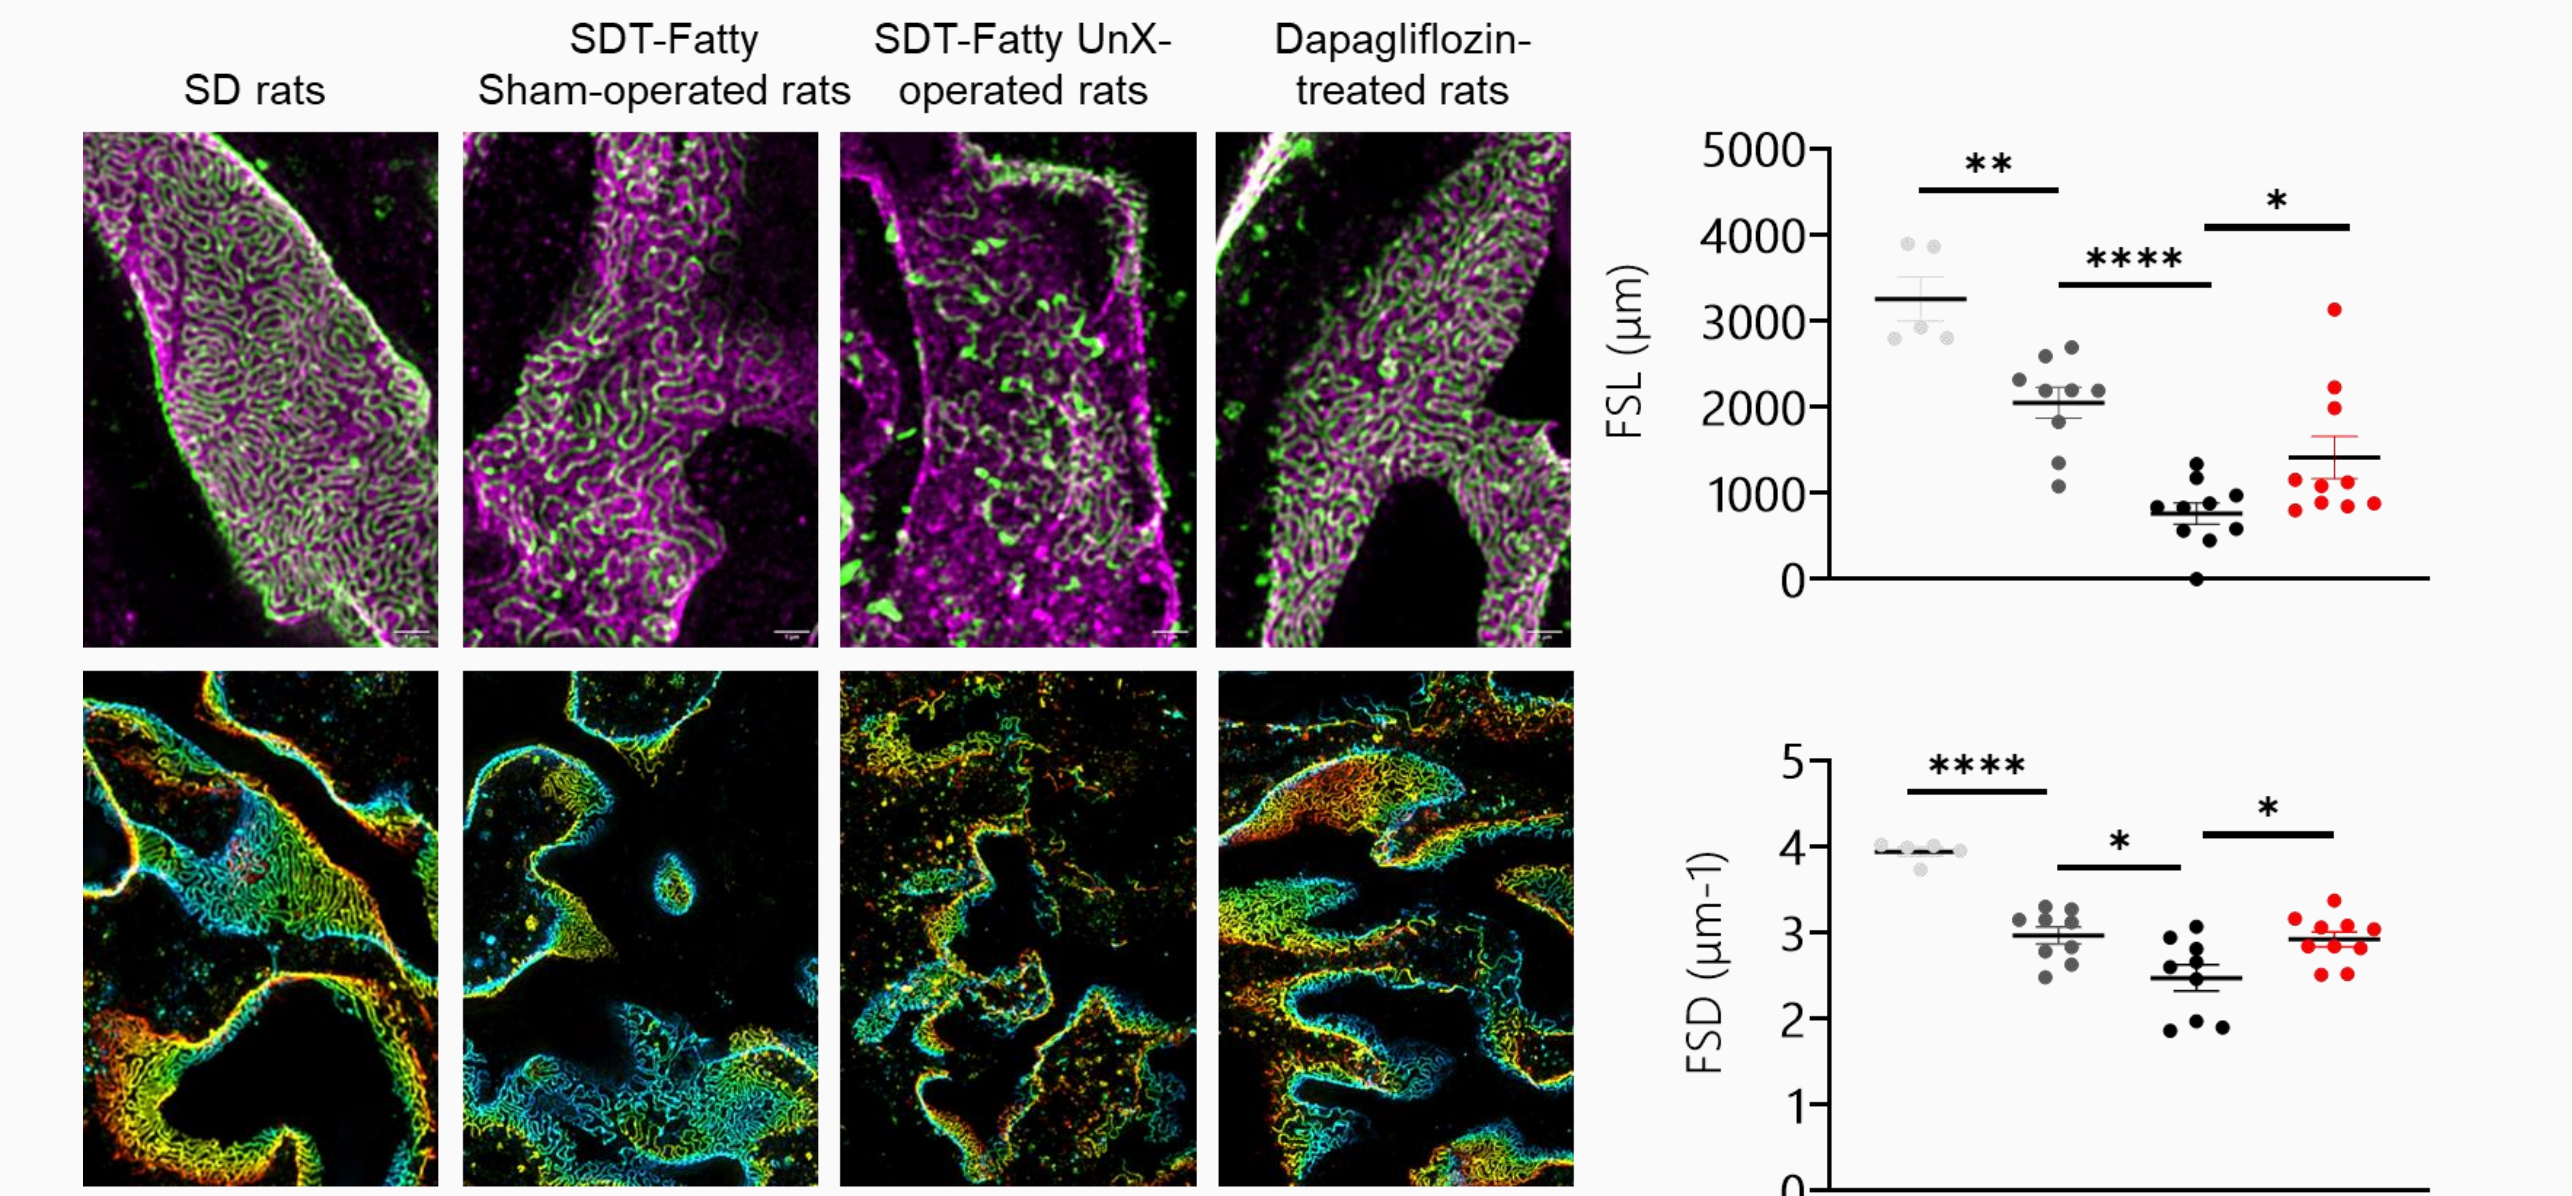 SD rats
SDT-Fatty
Sham-operated rats
SDT-Fatty UnX-
operated rats
Dapagliflozin-
treated rats
FSL (µm)
5000
4000
3000
2000
1000
0
**
****
*
FSD (µm-1)
5
4
3
2
1
0
****
*
*